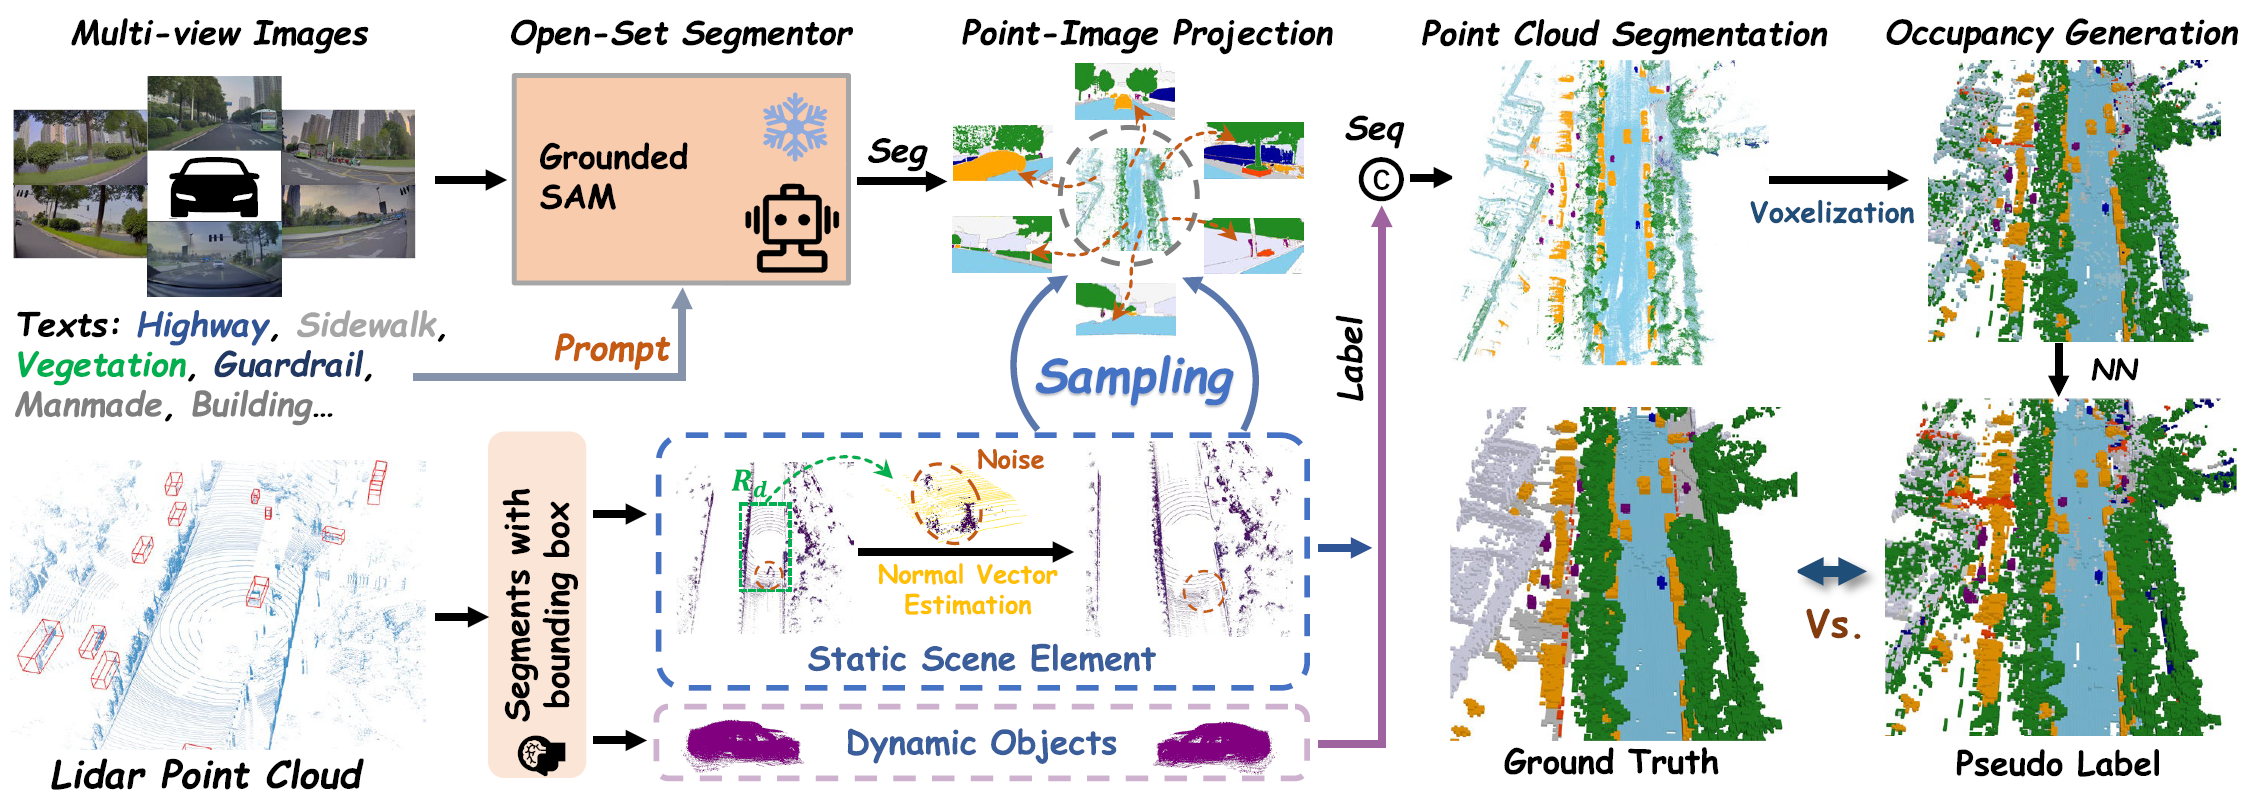 Multi-view Images
Open-Set Segmentor
Point-Image Projection
Point Cloud Segmentation
Occupancy Generation
Grounded
SAM
Seg
Seq
C
Voxelization
Texts: Highway, Sidewalk,
Vegetation, Guardrail,
Manmade, Building...
Prompt
Sampling
Label
NN
Segments with
bounding box
R_d
Noise
Normal Vector
Estimation
Static Scene Element
Dynamic Objects
Vs.
Lidar Point Cloud
Ground Truth
Pseudo Label